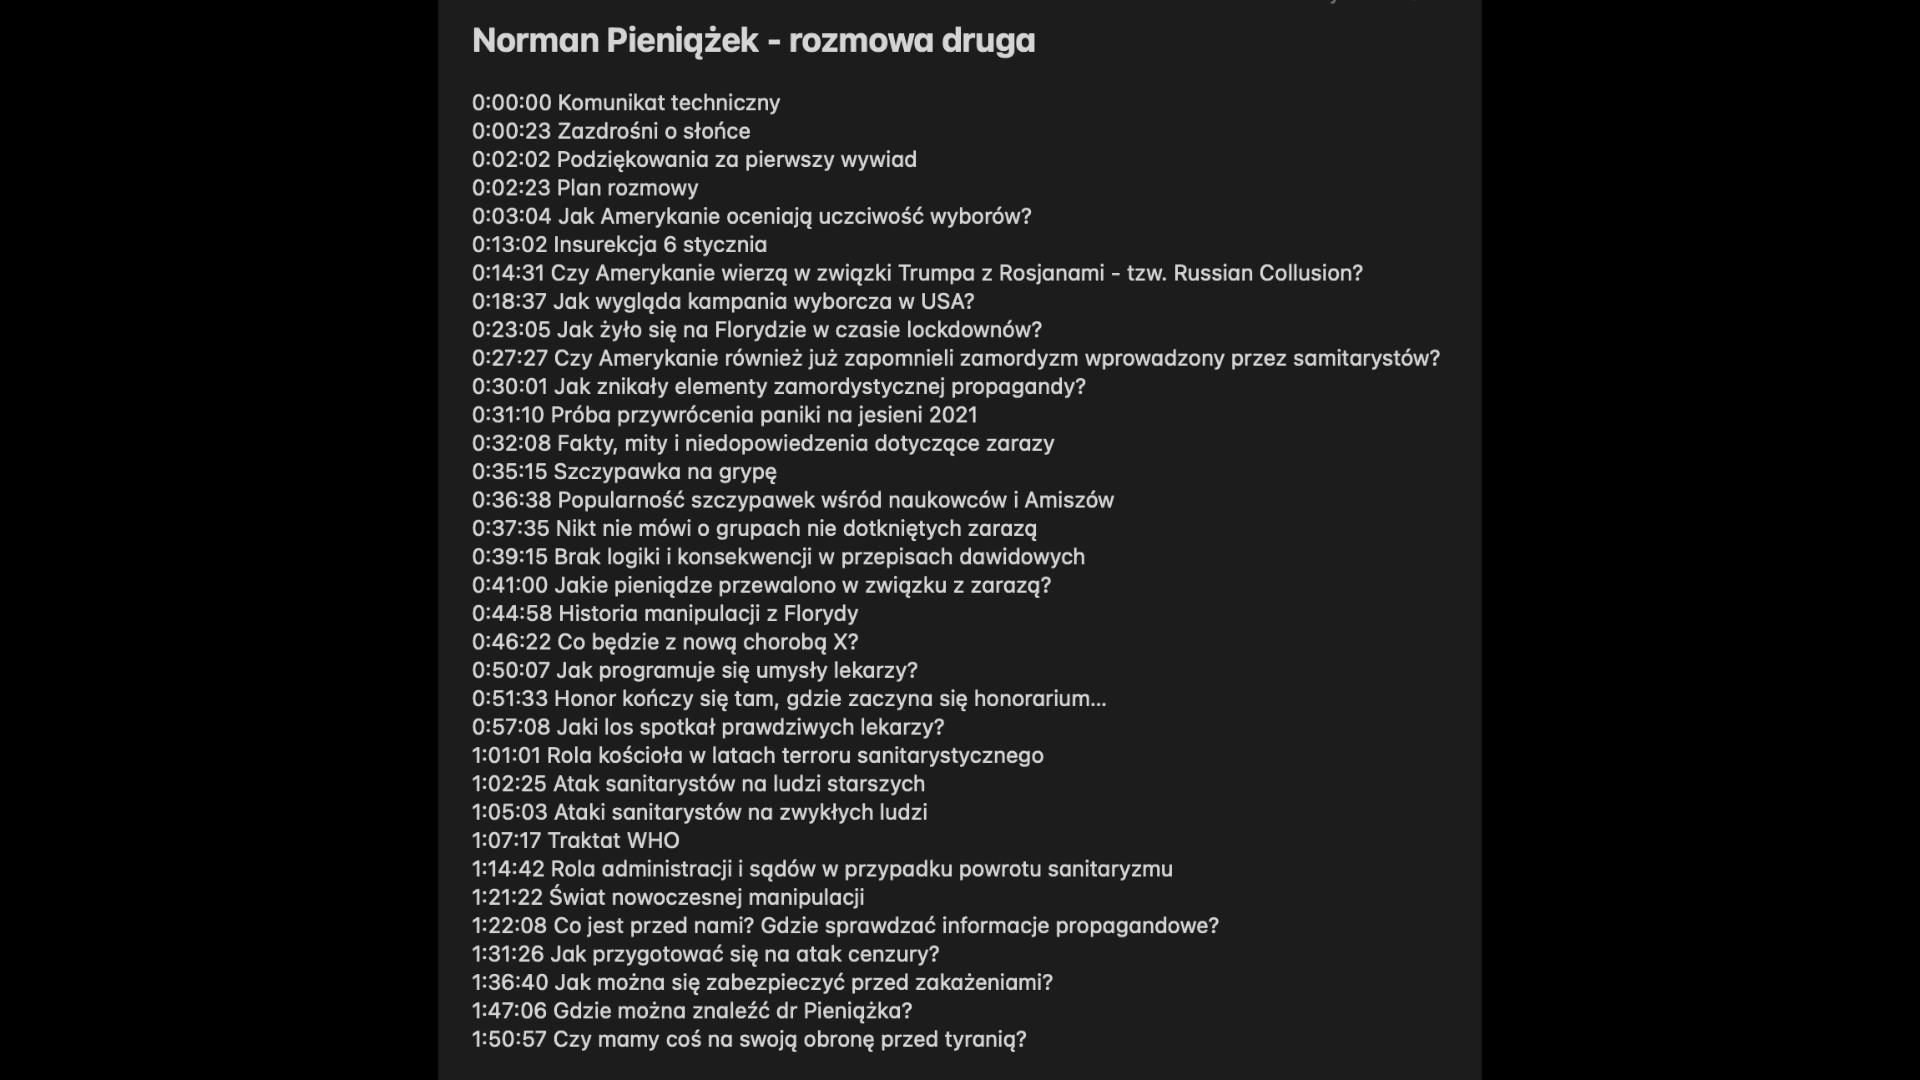 Norman Pieniążek - rozmowa druga
0:00:00 Komunikat techniczny
0:00:23 Zazdrośni o słońce
0:02:02 Podziękowania za pierwszy wywiad
0:02:23 Plan rozmowy
0:03:04 Jak Amerykanie oceniają uczciwość wyborów?
0:13:02 Insurekcja 6 stycznia
0:14:31 Czy Amerykanie wierzą w związki Trumpa z Rosjanami - tzw. Russian Collusion?
0:18:37 Jak wygląda kampania wyborcza w USA?
0:23:05 Jak żyło się na Florydzie w czasie lockdownów?
0:27:27 Czy Amerykanie również już zapomnieli zamordyzm wprowadzony przez samitarystów?
0:30:01 Jak znikały elementy zamordystycznej propagandy?
0:31:10 Próba przywrócenia paniki na jesieni 2021
0:32:08 Fakty, mity i niedopowiedzenia dotyczące zarazy
0:35:15 Szczypawka na grypę
0:36:38 Popularność szczypawek wśród naukowców i Amiszów
0:37:35 Nikt nie mówi o grupach nie dotkniętych zarazą
0:39:15 Brak logiki i konsekwencji w przepisach dawidowych
0:41:00 Jakie pieniądze przewalono w związku z zarazą?
0:44:58 Historia manipulacji z Florydy
0:46:22 Co będzie z nową chorobą X?
0:50:07 Jak programuje się umysły lekarzy?
0:51:33 Honor kończy się tam, gdzie zaczyna się honorarium...
0:57:08 Jaki los spotkał prawdziwych lekarzy?
1:01:01 Rola kościoła w latach terroru sanitarystycznego
1:02:25 Atak sanitarystów na ludzi starszych
1:05:03 Ataki sanitarystów na zwykłych ludzi
1:07:17 Traktat WHO
1:14:42 Rola administracji i sądów w przypadku powrotu sanitaryzmu
1:21:22 Świat nowoczesnej manipulacji
1:22:08 Co jest przed nami? Gdzie sprawdzać informacje propagandowe?
1:31:26 Jak przygotować się na atak cenzury?
1:36:40 Jak można się zabezpieczyć przed zakażeniami?
1:47:06 Gdzie można znaleźć dr Pieniążka?
1:50:57 Czy mamy coś na swoją obronę przed tyranią?